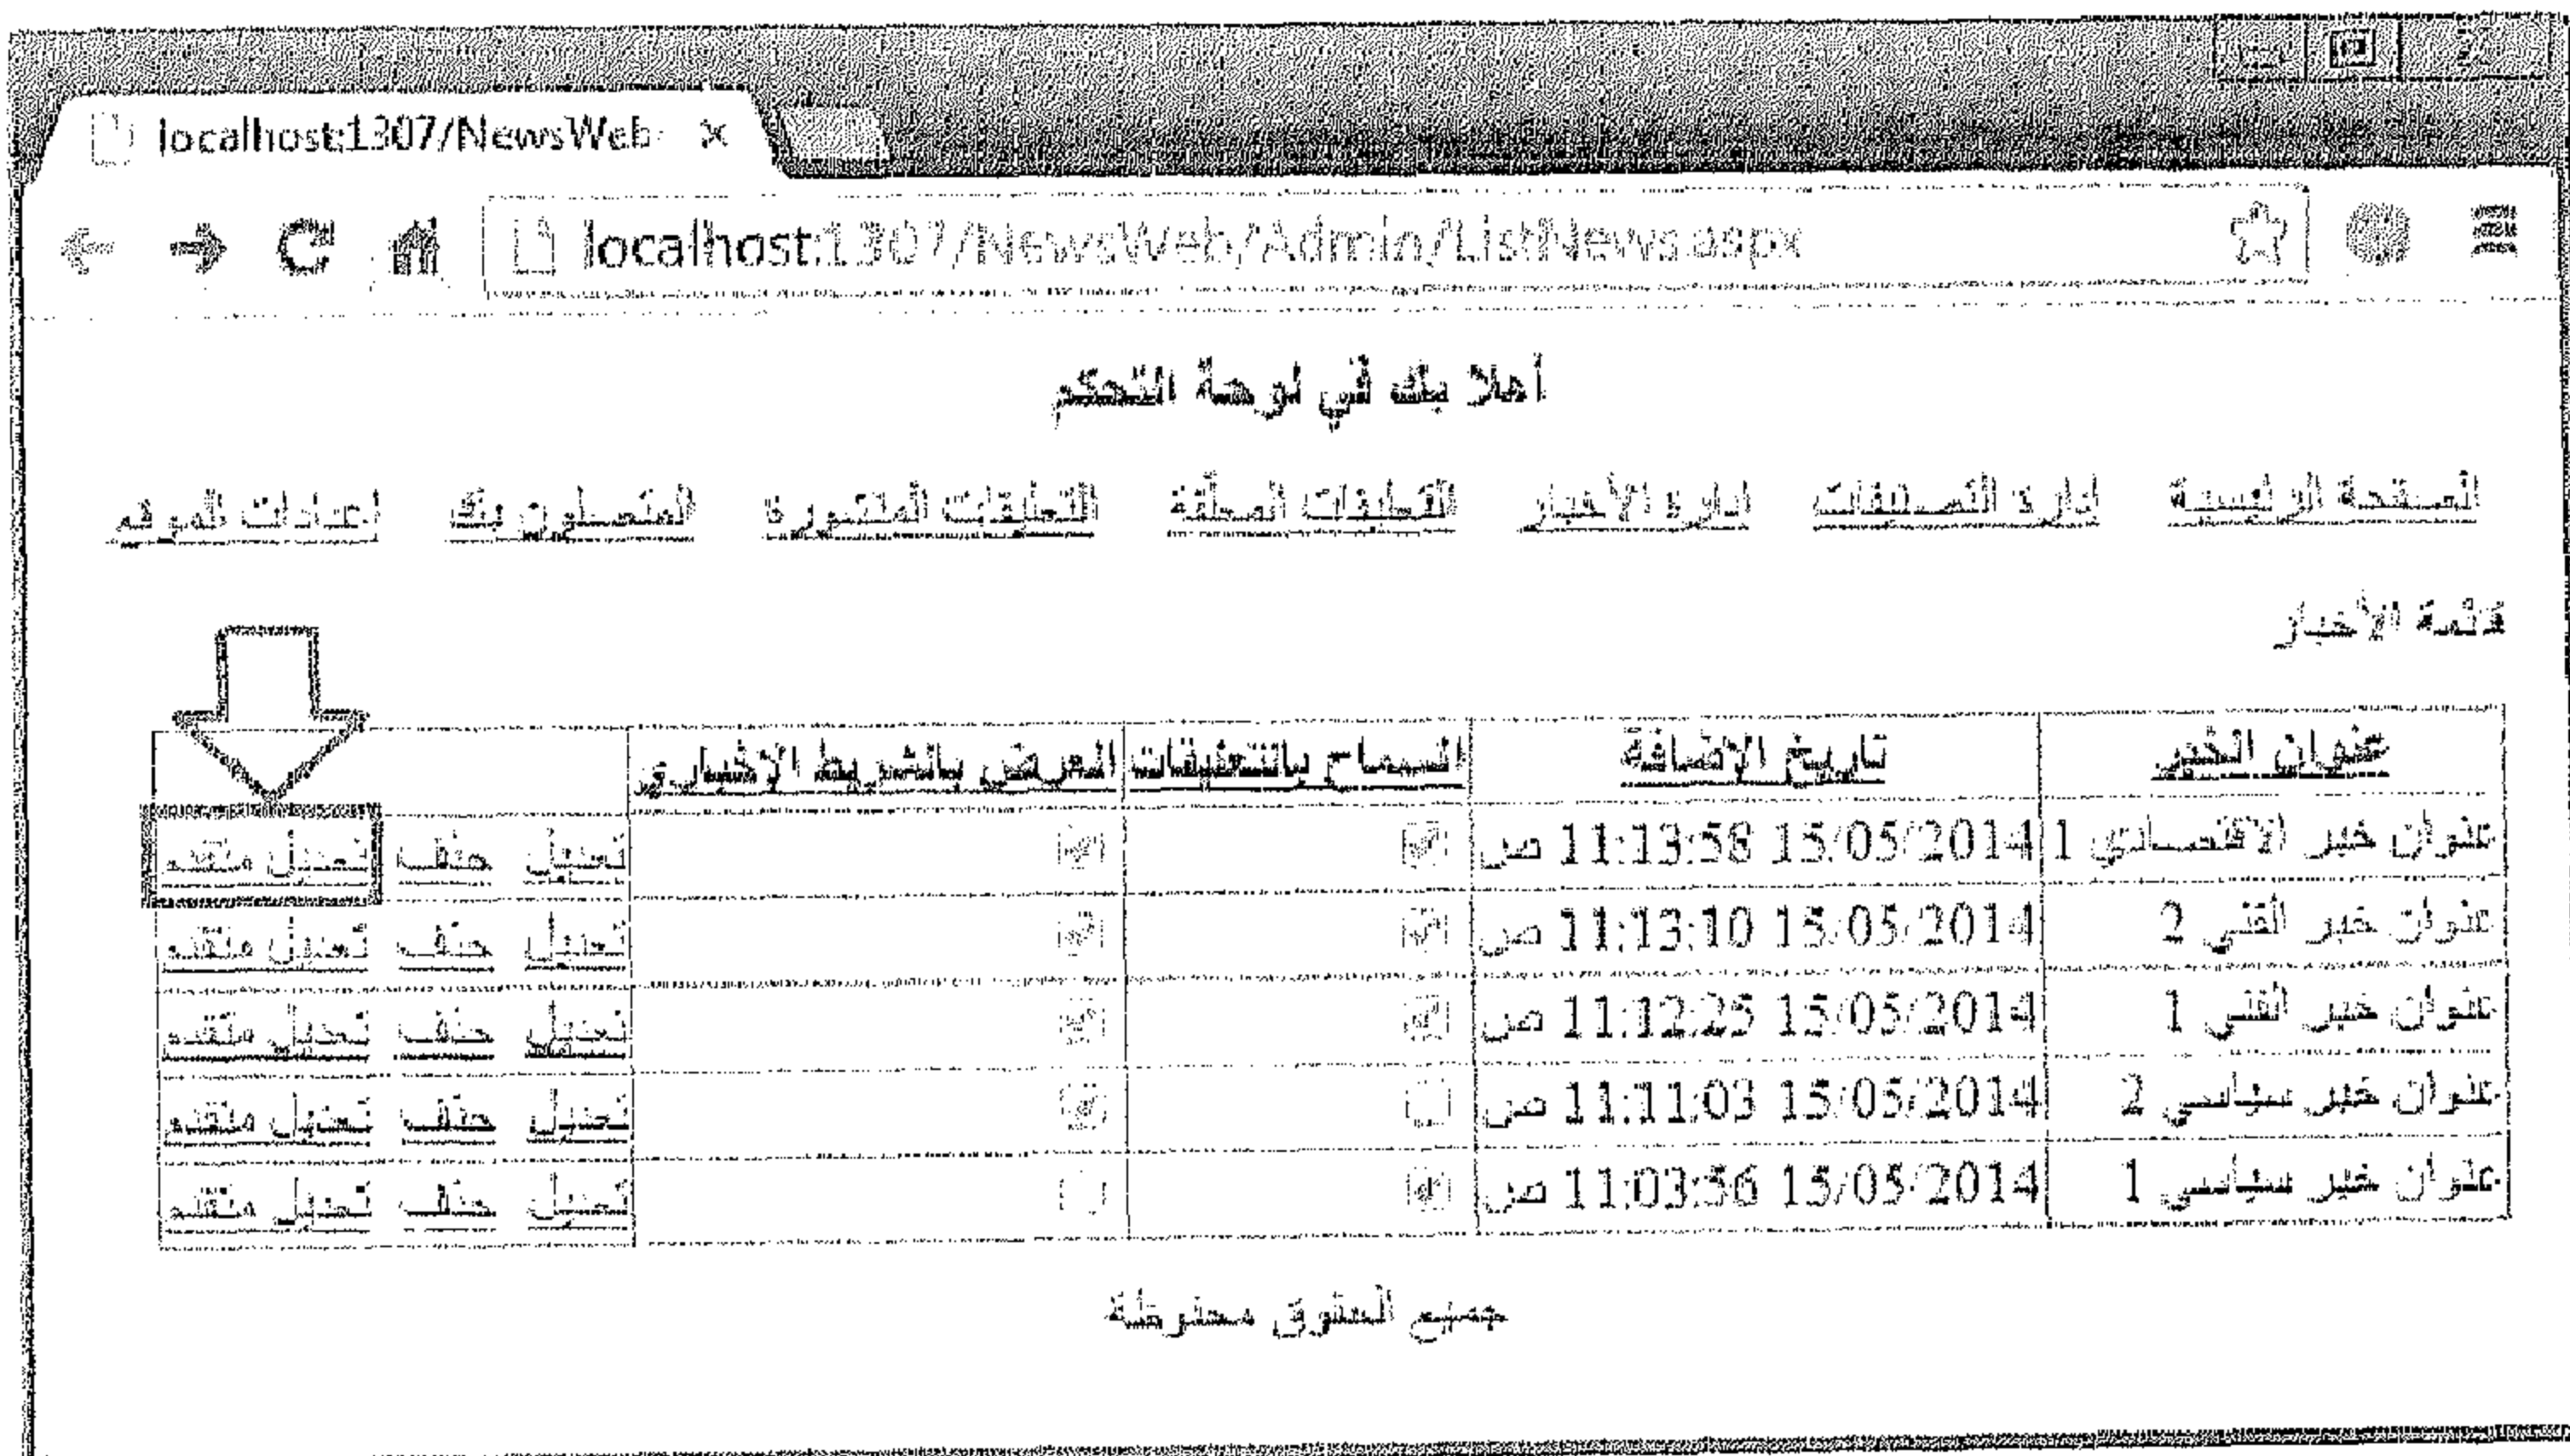 localhost:1307/NewsWeb
localhost:1307/NewsWeb/Admin/ListNews.aspx
أهلا بك في لوحة التحكم
الصفحة الرئيسية إدارة التصنيفات إدارة الأخبار التعليقات المعلقة التعليقات المنشورة المتصلون بك إعدادات الموقع
قائمة الأخبار
عنوان الخبر تاريخ الإضافة السماح بالتعليقات العرض بالشريط الإخباري
عنوان خبر الاقتصادي 1 15/05/2014 11:13:58 ص تعديل حذف تعديل متقدم
عنوان خبر الفني 2 15/05/2014 11:13:10 ص تعديل حذف تعديل متقدم
عنوان خبر الفني 1 15/05/2014 11:12:25 ص تعديل حذف تعديل متقدم
عنوان خبر سياسي 2 15/05/2014 11:11:03 ص تعديل حذف تعديل متقدم
عنوان خبر سياسي 1 15/05/2014 11:03:56 ص تعديل حذف تعديل متقدم
جميع الحقوق محفوظة